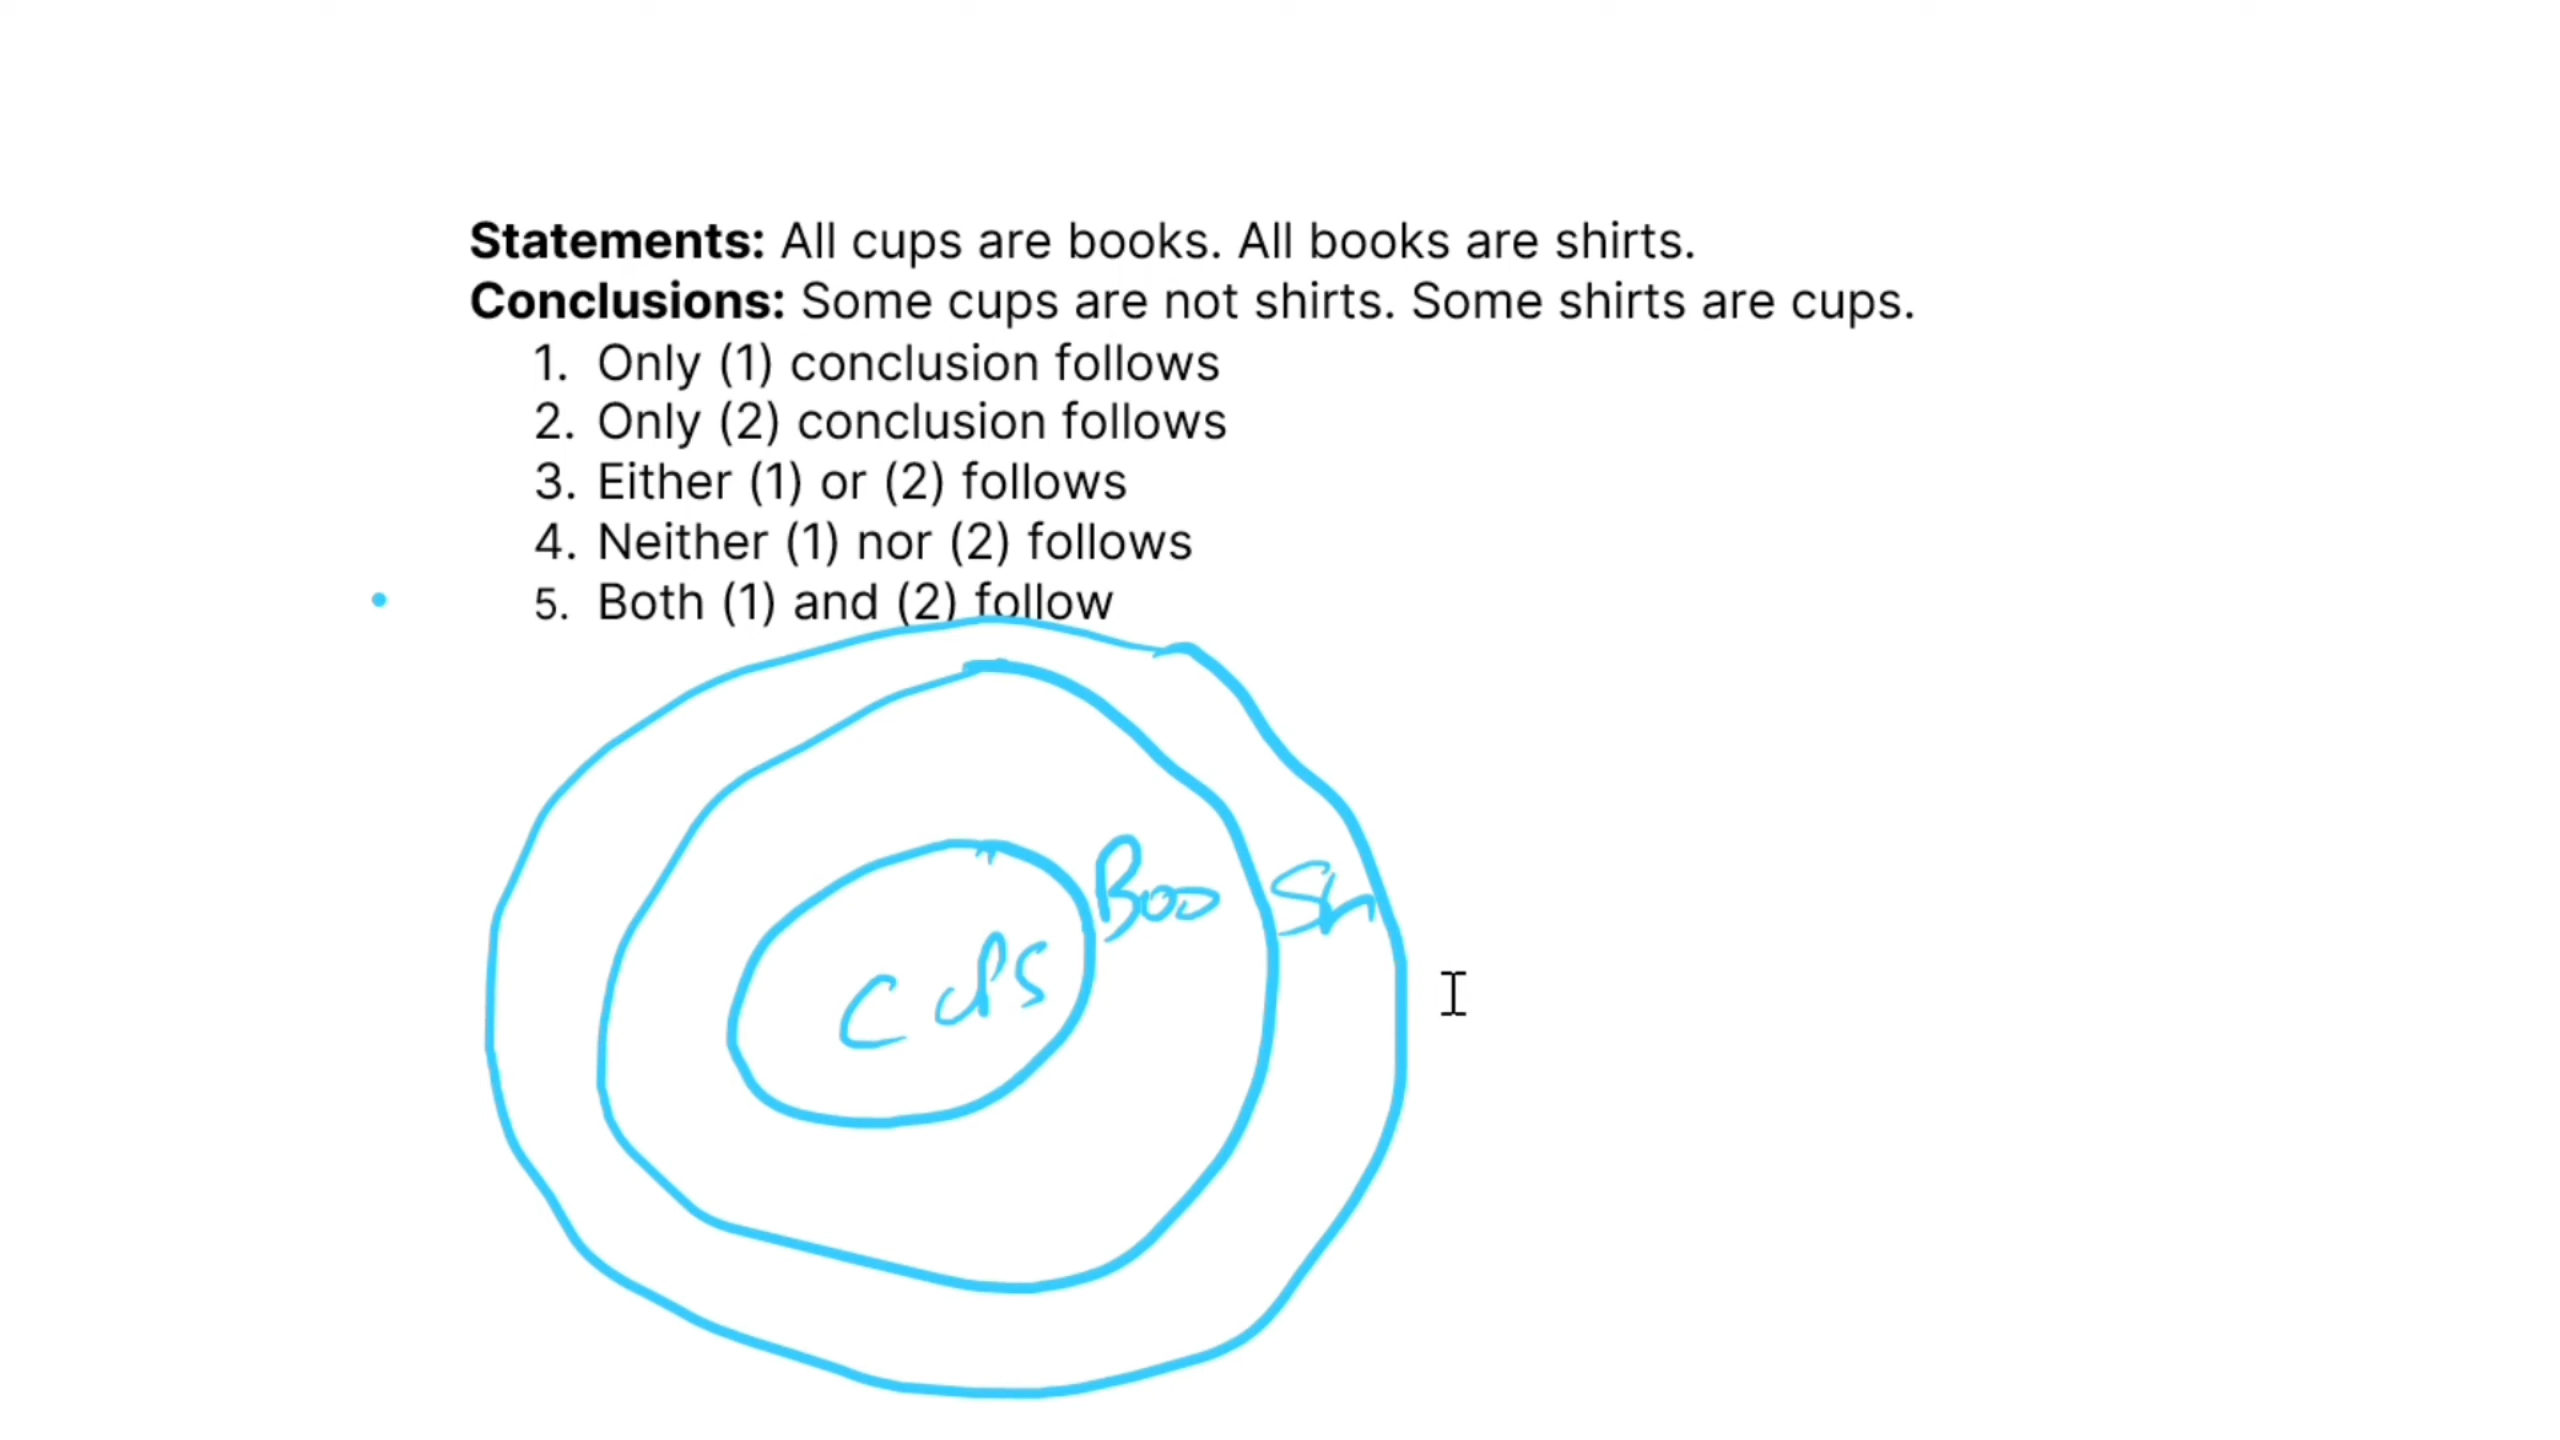 Statements: All cups are books. All books are shirts.
Conclusions: Some cups are not shirts. Some shirts are cups.
1. Only (1) conclusion follows
2. Only (2) conclusion follows
3. Either (1) or (2) follows
4. Neither (1) nor (2) follows
5. Both (1) and (2) follow
Boo Sh
Cups